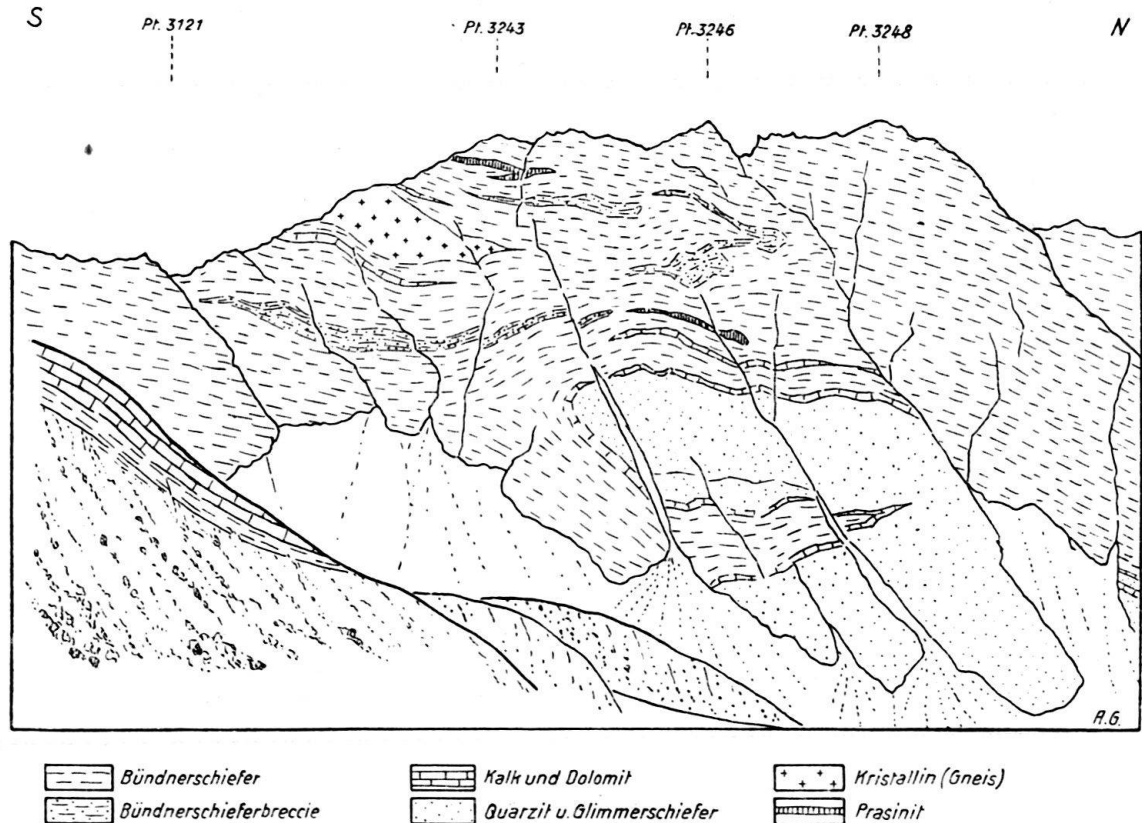 S Pt. 3121 Pt. 3243 Pt. 3246 Pt. 3248 N
A.G.
Bündnerschiefer Kalk und Dolomit Kristallin (Gneis)
Bündnerschieferbreccie Quarzit u. Glimmerschiefer Prasinit